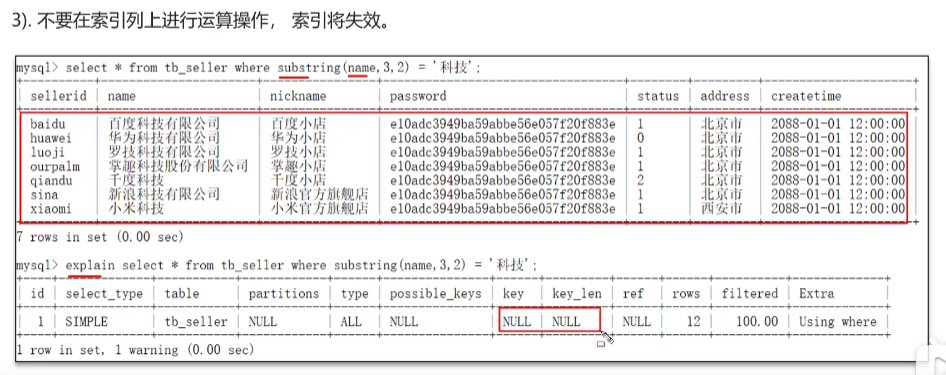 3). 不要在索引列上进行运算操作， 索引将失效。
mysql> select * from tb_seller where substring(name,3,2) = '科技';
| sellerid | name | nickname | password | status | address | createtime |
| baidu | 百度科技有限公司 | 百度小店 | e10adc3949ba59abbe56e057f20f883e | 1 | 北京市 | 2088-01-01 12:00:00 |
| huawei | 华为科技有限公司 | 华为小店 | e10adc3949ba59abbe56e057f20f883e | 0 | 北京市 | 2088-01-01 12:00:00 |
| luoji | 罗技科技有限公司 | 罗技小店 | e10adc3949ba59abbe56e057f20f883e | 1 | 北京市 | 2088-01-01 12:00:00 |
| ourpalm | 掌趣科技股份有限公司 | 掌趣小店 | e10adc3949ba59abbe56e057f20f883e | 1 | 北京市 | 2088-01-01 12:00:00 |
| qiandu | 千度科技 | 千度小店 | e10adc3949ba59abbe56e057f20f883e | 2 | 北京市 | 2088-01-01 12:00:00 |
| sina | 新浪科技有限公司 | 新浪官方旗舰店 | e10adc3949ba59abbe56e057f20f883e | 1 | 北京市 | 2088-01-01 12:00:00 |
| xiaomi | 小米科技 | 小米官方旗舰店 | e10adc3949ba59abbe56e057f20f883e | 1 | 西安市 | 2088-01-01 12:00:00 |
7 rows in set (0.00 sec)
mysql> explain select * from tb_seller where substring(name,3,2) = '科技';
| id | select_type | table | partitions | type | possible_keys | key | key_len | ref | rows | filtered | Extra |
| 1 | SIMPLE | tb_seller | NULL | ALL | NULL | NULL | NULL | NULL | 12 | 100.00 | Using where |
1 row in set, 1 warning (0.00 sec)